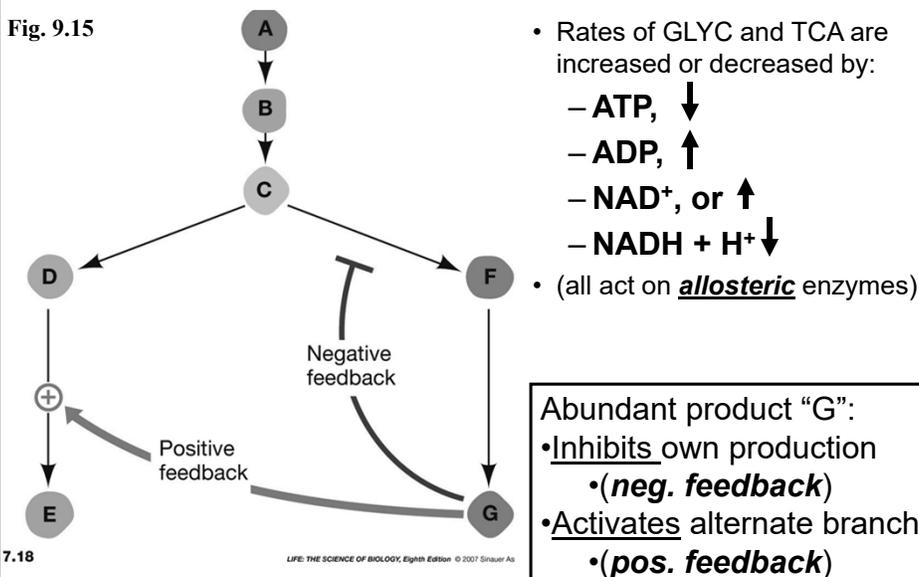 Fig. 9.15
A
B
C
D
F
Negative
feedback
+
Positive
feedback
E
G
7.18
LIFE: THE SCIENCE OF BIOLOGY, Eighth Edition © 2007 Sinauer As
• Rates of GLYC and TCA are
increased or decreased by:
– ATP, ↓
– ADP, ↑
– NAD⁺, or ↑
– NADH + H⁺ ↓
• (all act on allosteric enzymes)
Abundant product “G”:
•Inhibits own production
•(neg. feedback)
•Activates alternate branch
•(pos. feedback)